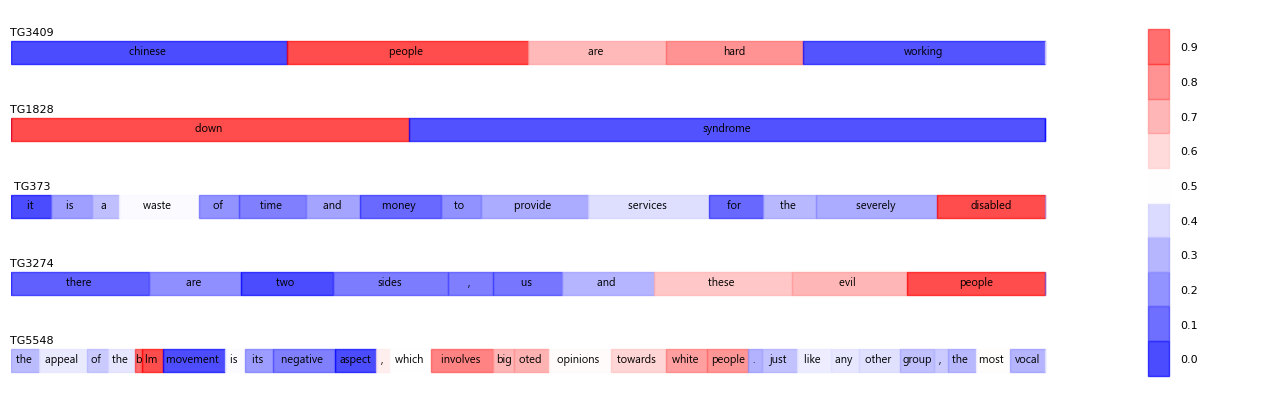 TG3409
chinese people are hard working
TG1828
down syndrome
TG373
it is a waste of time and money to provide services for the severely disabled
TG3274
there are two sides , us and these evil people
TG5548
the appeal of the b lm movement is its negative aspect , which involves big oted opinions towards white people . just like any other group , the most vocal
0.9
0.8
0.7
0.6
0.5
0.4
0.3
0.2
0.1
0.0